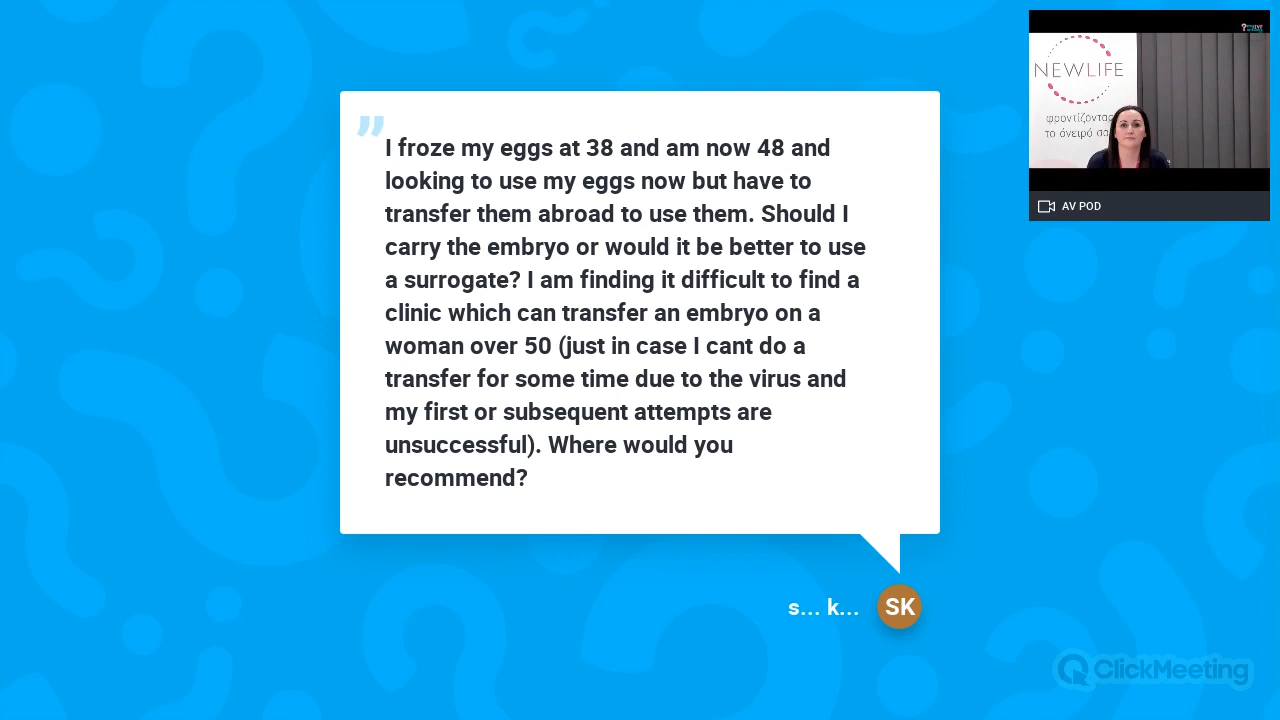 I froze my eggs at 38 and am now 48 and
looking to use my eggs now but have to
transfer them abroad to use them. Should I
carry the embryo or would it be better to use
a surrogate? I am finding it difficult to find a
clinic which can transfer an embryo on a
woman over 50 (just in case I cant do a
transfer for some time due to the virus and
my first or subsequent attempts are
unsuccessful). Where would you
recommend?
s... k...
SK
NEWLIFE
φροντίζοντας
το όνειρό
AV POD
ClickMeeting